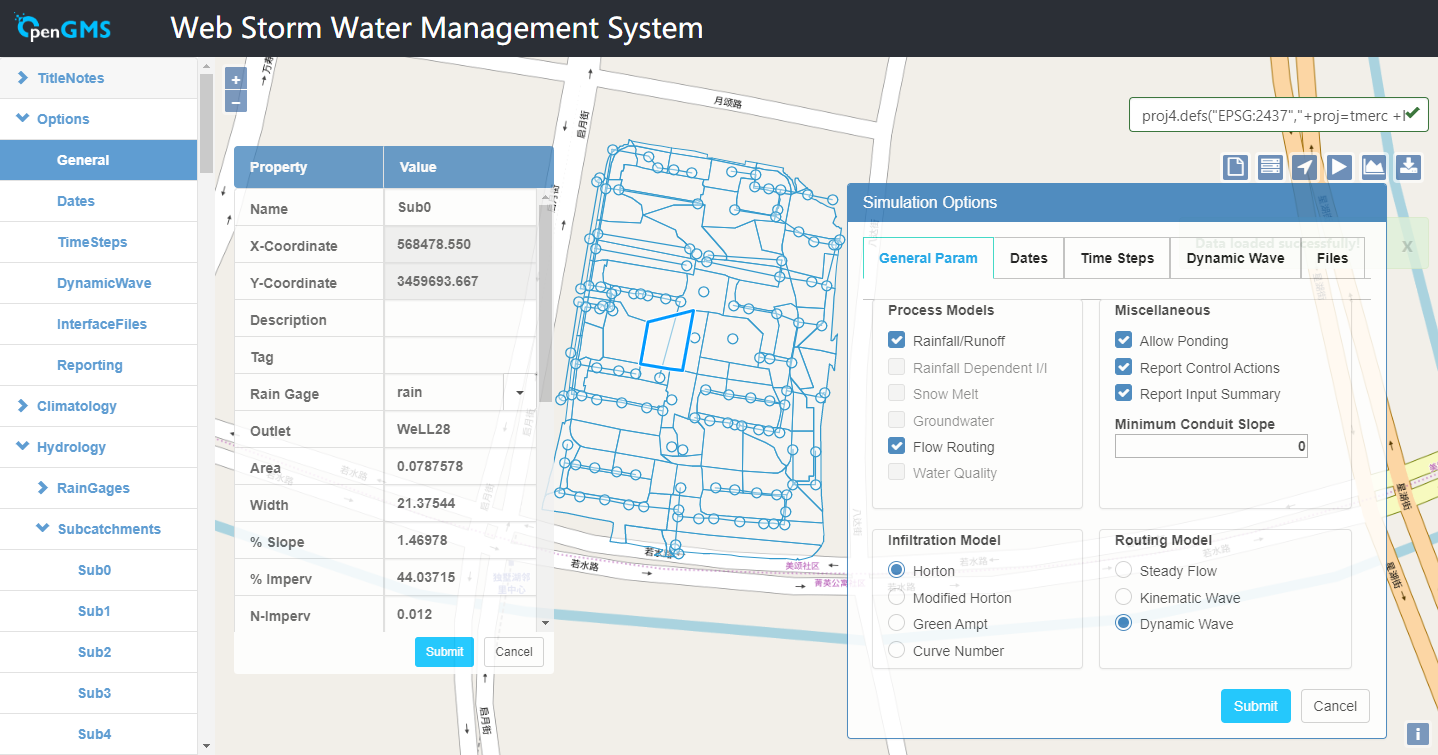 OpenGMS
Web Storm Water Management System
TitleNotes
Options
General
Dates
TimeSteps
DynamicWave
InterfaceFiles
Reporting
Climatology
Hydrology
RainGages
Subcatchments
Sub0
Sub1
Sub2
Sub3
Sub4
+
−
Property Value
Name Sub0
X-Coordinate 568478.550
Y-Coordinate 3459693.667
Description
Tag
Rain Gage rain
Outlet WeLL28
Area 0.0787578
Width 21.37544
% Slope 1.46978
% Imperv 44.03715
N-Imperv 0.012
Submit Cancel
月颂路
启月街
若水路
若水路
美颂社区
菁英公寓社区
启月街
星湖街
星湖街
proj4.defs("EPSG:2437","+proj=tmerc +l
Data loaded successfully!
x
Simulation Options
General Param Dates Time Steps Dynamic Wave Files
Process Models
Rainfall/Runoff
Rainfall Dependent I/I
Snow Melt
Groundwater
Flow Routing
Water Quality
Miscellaneous
Allow Ponding
Report Control Actions
Report Input Summary
Minimum Conduit Slope
0
Infiltration Model
Horton
Modified Horton
Green Ampt
Curve Number
Routing Model
Steady Flow
Kinematic Wave
Dynamic Wave
Submit Cancel
i